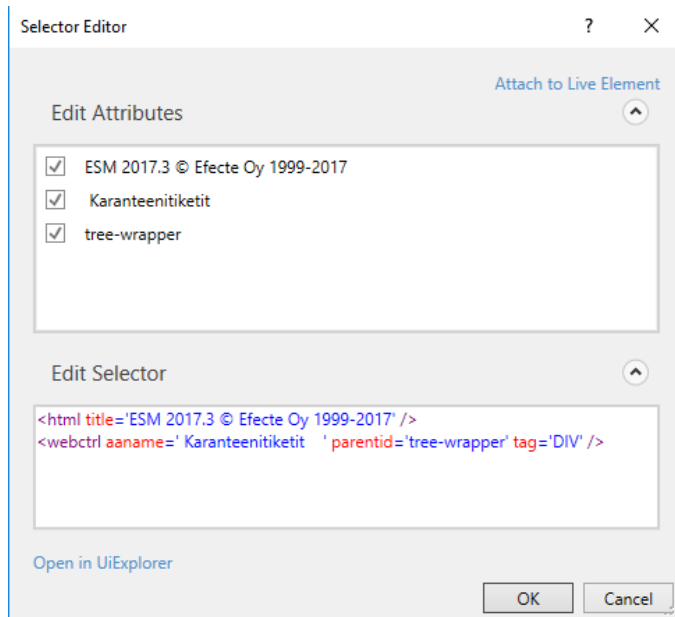 Selector Editor ? ×
Attach to Live Element
Edit Attributes
ESM 2017.3 © Efecte Oy 1999-2017
Karanteenitiketit
tree-wrapper
Edit Selector
<html title='ESM 2017.3 © Efecte Oy 1999-2017' />
<webctrl aaname=' Karanteenitiketit    ' parentid='tree-wrapper' tag='DIV' />
Open in UiExplorer
OK Cancel